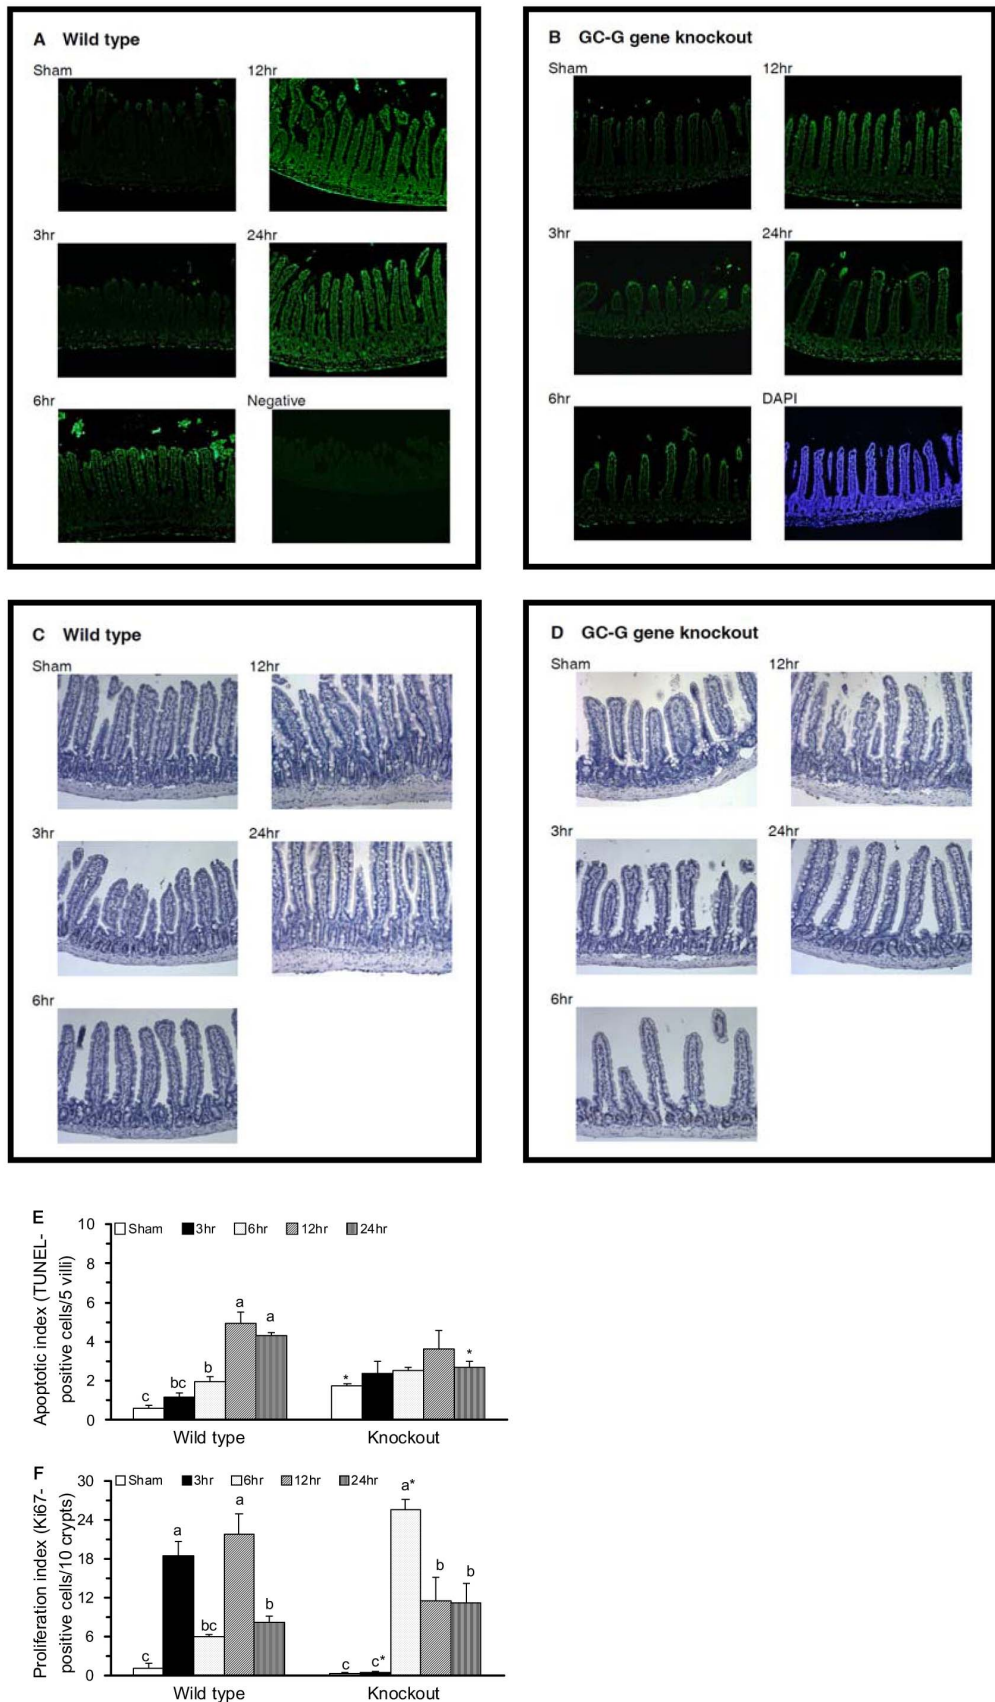 A Wild type
Sham 12hr
3hr 24hr
6hr Negative
B GC-G gene knockout
Sham 12hr
3hr 24hr
6hr DAPI
C Wild type
Sham 12hr
3hr 24hr
6hr
D GC-G gene knockout
Sham 12hr
3hr 24hr
6hr
E
Apoptotic index (TUNEL-
positive cells/5 villi)
10
8
6
4
2
0
Sham 3hr 6hr 12hr 24hr
c bc b a a
* *
Wild type Knockout
F
Proliferation index (Ki67-
positive cells/10 crypts)
30
24
18
12
6
0
Sham 3hr 6hr 12hr 24hr
c a bc a b
c c* a* b b
Wild type Knockout